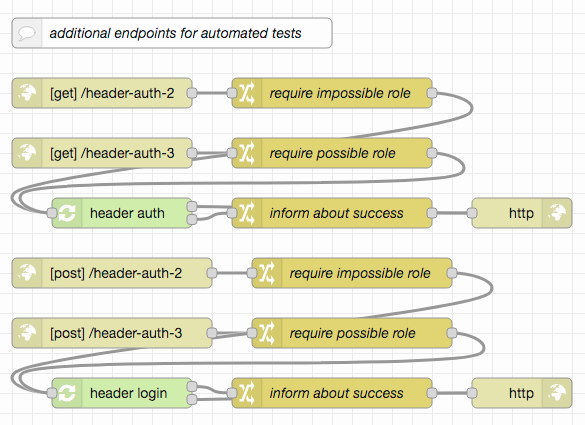 additional endpoints for automated tests
[get] /header-auth-2
require impossible role
[get] /header-auth-3
require possible role
header auth
inform about success
http
[post] /header-auth-2
require impossible role
[post] /header-auth-3
require possible role
header login
inform about success
http